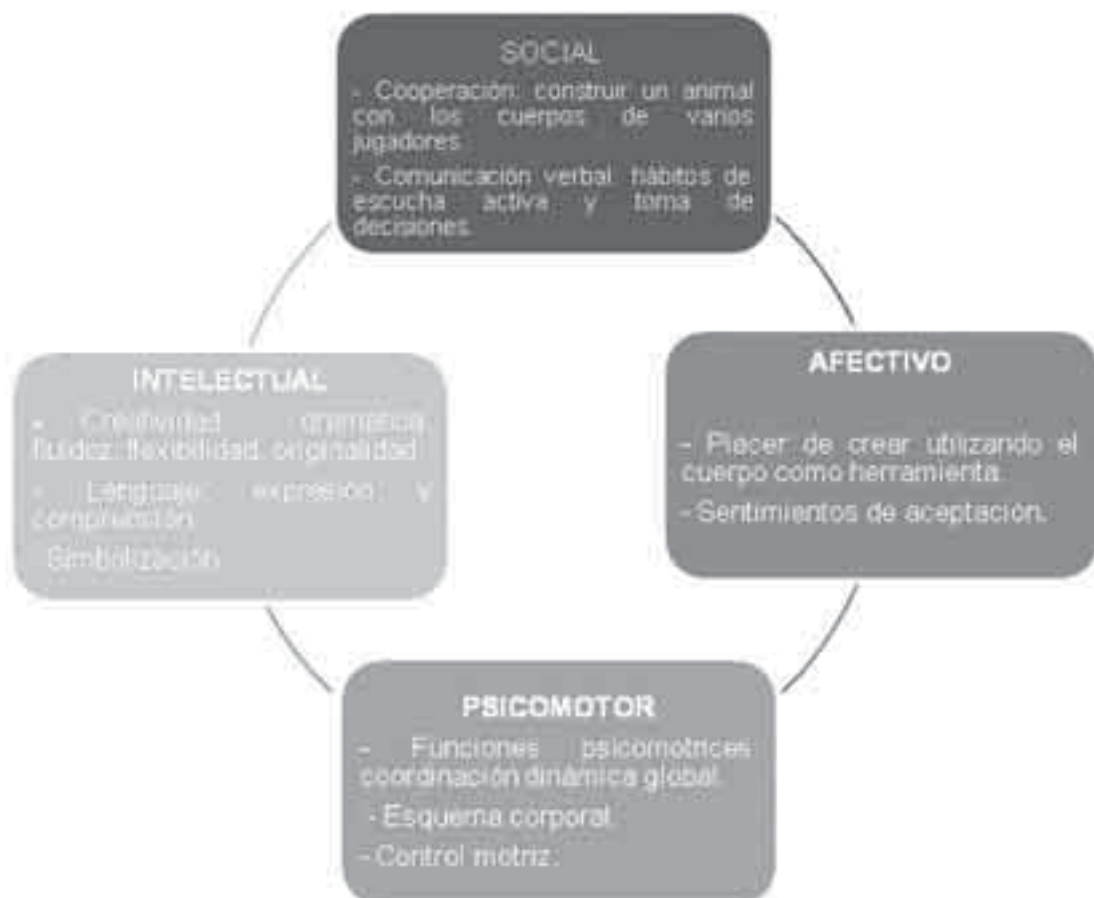 SOCIAL
- Cooperación: construir un animal
con los cuerpos de varios
jugadores.
- Comunicación verbal: hábitos de
escucha activa y toma de
decisiones.
AFECTIVO
- Placer de crear utilizando el
cuerpo como herramienta.
- Sentimientos de aceptación.
INTELECTUAL
- Creatividad dramática:
fluidez, flexibilidad, originalidad
- Lenguaje: expresión y
comprensión
- Simbolización
PSICOMOTOR
- Funciones psicomotrices
coordinación dinámica global.
- Esquema corporal.
- Control motriz.